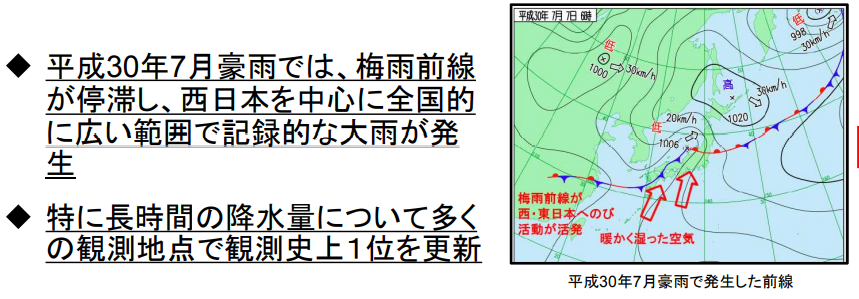 ◆ 平成30年7月豪雨では、梅雨前線
が停滞し、西日本を中心に全国的
に広い範囲で記録的な大雨が発
生
◆ 特に長時間の降水量について多く
の観測地点で観測史上1位を更新
平成30年 7月 7日 6時
低
1000
30km/h
低
998
30km/h
高
30km/h
1020
20km/h
低
1006
梅雨前線が
西・東日本へのび
活動が活発
暖かく湿った空気
平成30年7月豪雨で発生した前線